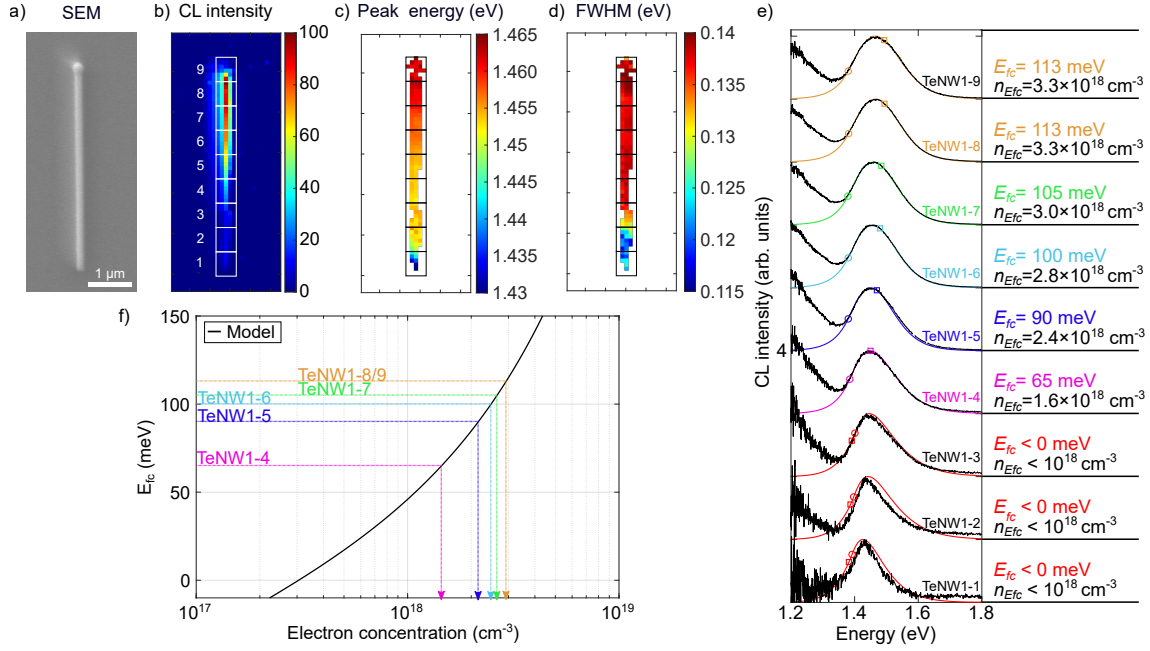 a)
SEM
1 μm
b)
CL intensity
9
8
7
6
5
4
3
2
1
100
80
60
40
20
0
c)
Peak energy (eV)
1.465
1.46
1.455
1.45
1.445
1.44
1.435
1.43
d)
FWHM (eV)
0.14
0.135
0.13
0.125
0.12
0.115
e)
CL intensity (arb. units)
4
TeNW1-9
E_fc= 113 meV
n_Efc=3.3×10^18 cm^-3
TeNW1-8
E_fc= 113 meV
n_Efc=3.3×10^18 cm^-3
TeNW1-7
E_fc= 105 meV
n_Efc=3.0×10^18 cm^-3
TeNW1-6
E_fc= 100 meV
n_Efc=2.8×10^18 cm^-3
TeNW1-5
E_fc= 90 meV
n_Efc=2.4×10^18 cm^-3
TeNW1-4
E_fc= 65 meV
n_Efc=1.6×10^18 cm^-3
TeNW1-3
E_fc < 0 meV
n_Efc < 10^18 cm^-3
TeNW1-2
E_fc < 0 meV
n_Efc < 10^18 cm^-3
TeNW1-1
E_fc < 0 meV
n_Efc < 10^18 cm^-3
1.2 1.4 1.6 1.8
Energy (eV)
f)
Model
E_fc (meV)
150
100
50
0
TeNW1-8/9
TeNW1-7
TeNW1-6
TeNW1-5
TeNW1-4
10^17 10^18 10^19
Electron concentration (cm^-3)